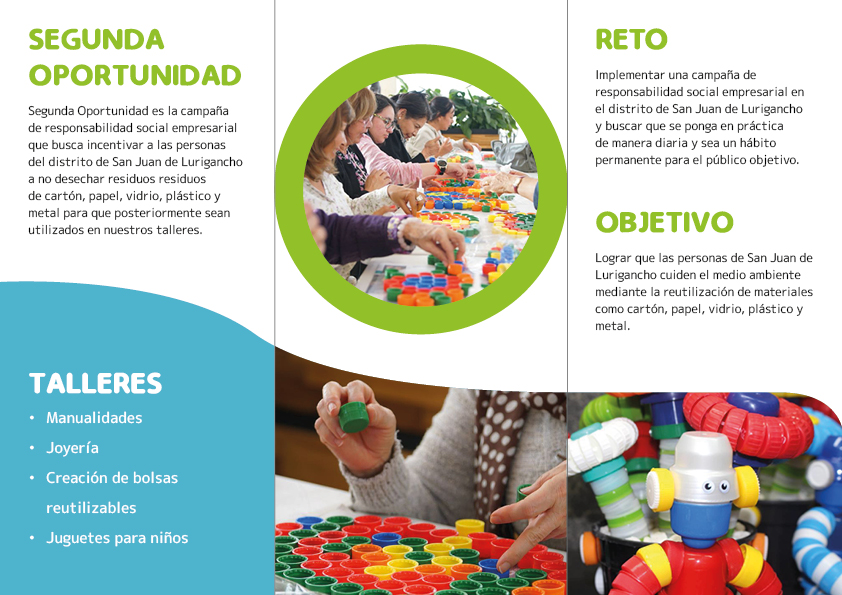 SEGUNDA
OPORTUNIDAD
Segunda Oportunidad es la campaña
de responsabilidad social empresarial
que busca incentivar a las personas
del distrito de San Juan de Lurigancho
a no desechar residuos residuos
de cartón, papel, vidrio, plástico y
metal para que posteriormente sean
utilizados en nuestros talleres.
TALLERES
• Manualidades
• Joyería
• Creación de bolsas
reutilizables
• Juguetes para niños
RETO
Implementar una campaña de
responsabilidad social empresarial en
el distrito de San Juan de Lurigancho
y buscar que se ponga en práctica
de manera diaria y sea un hábito
permanente para el público objetivo.
OBJETIVO
Lograr que las personas de San Juan de
Lurigancho cuiden el medio ambiente
mediante la reutilización de materiales
como cartón, papel, vidrio, plástico y
metal.